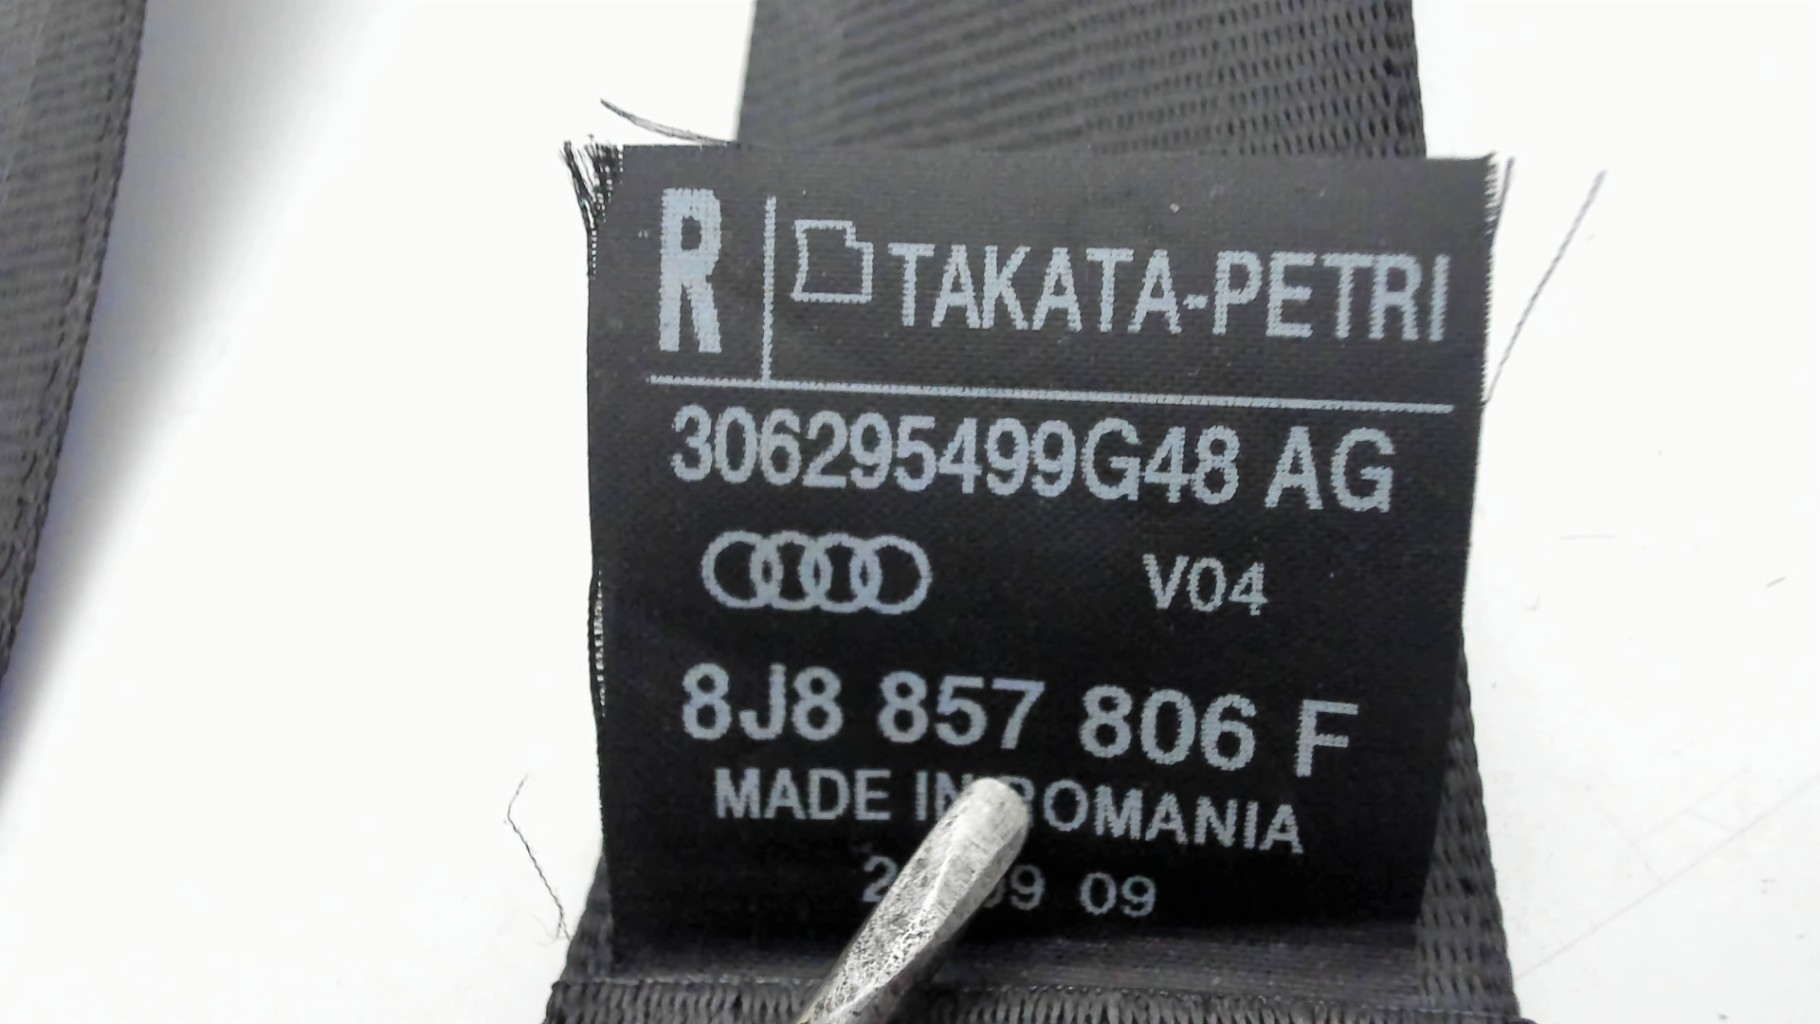 R TAKATA-PETRI
306295499G48 AG
V04
8J8 857 806 F
MADE IN ROMANIA
09